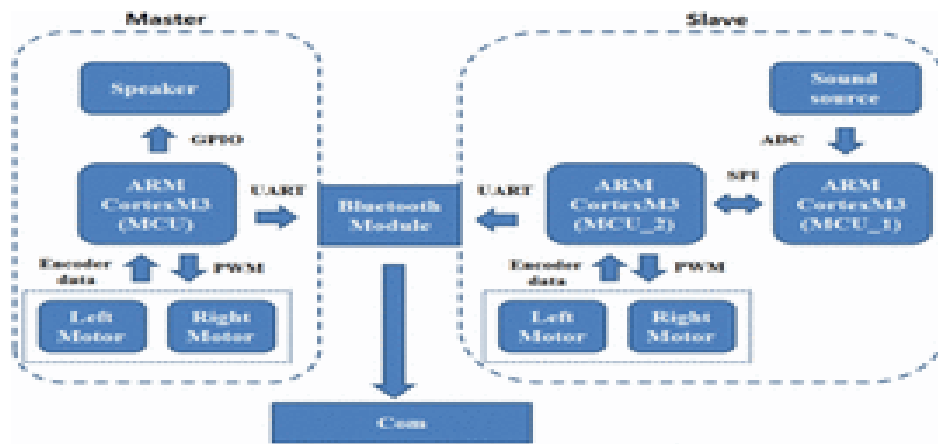 Master
Slave
Speaker
Sound
source
GPIO
ADC
ARM
CortexM3
(MCU)
UART
Bluetooth
Module
UART
ARM
CortexM3
(MCU_2)
SPI
ARM
CortexM3
(MCU_1)
Encoder
data
PWM
Encoder
data
PWM
Left
Motor
Right
Motor
Left
Motor
Right
Motor
Com